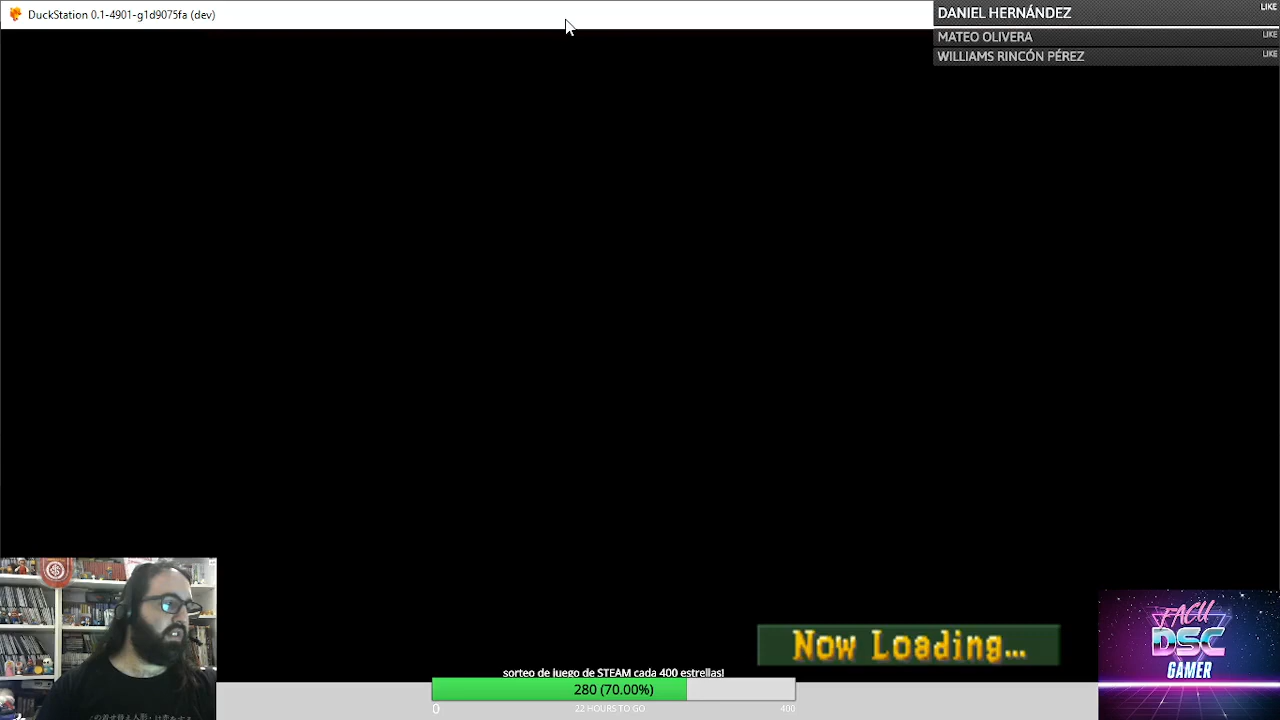 DuckStation 0.1-4901-g1d9075fa (dev)
DANIEL HERNÁNDEZ LIKE
MATEO OLIVERA LIKE
WILLIAMS RINCÓN PÉREZ LIKE
Now Loading...
sorteo de juego de STEAM cada 400 estrellas!
280 (70.00%)
0 22 HOURS TO GO 400
FACU
DSC
GAMER